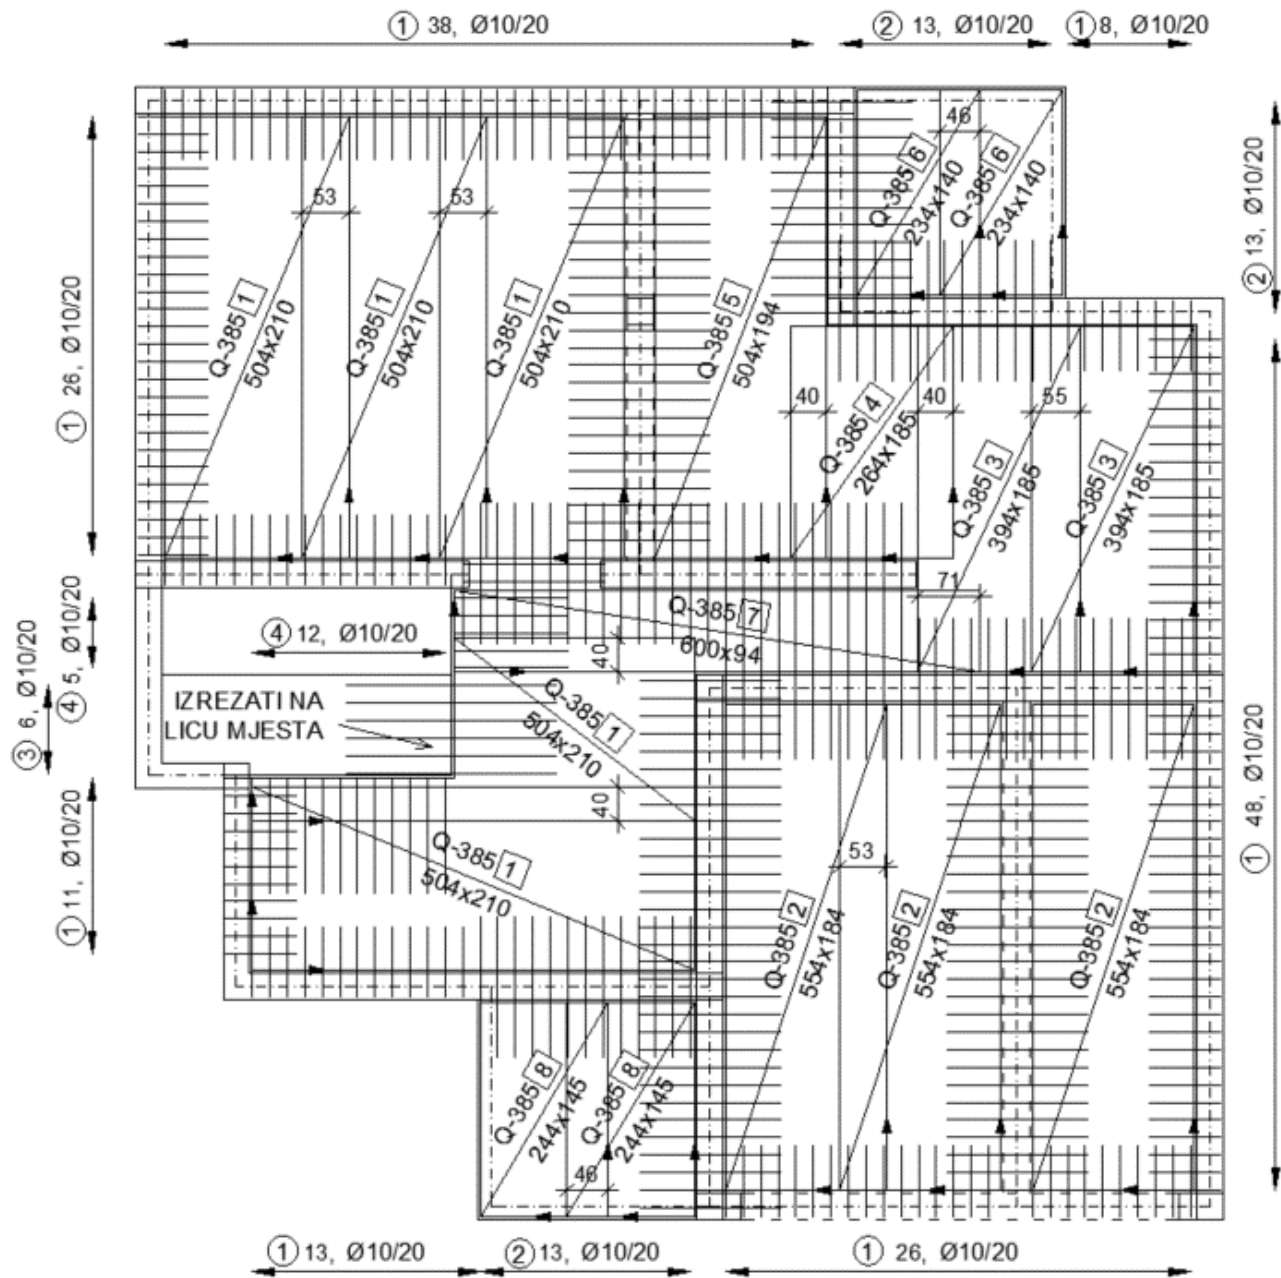 ① 38, Ø10/20
② 13, Ø10/20
① 8, Ø10/20
① 26, Ø10/20
② 13, Ø10/20
53
53
46
Q-385 1
504x210
Q-385 1
504x210
Q-385 1
504x210
Q-385 5
504x194
Q-385 6
234x140
Q-385 6
234x140
40
40
55
Q-385 4
264x185
Q-385 3
394x185
Q-385 3
394x185
71
Q-385 7
600x94
④ 5, Ø10/20
③ 6, Ø10/20
④ 12, Ø10/20
IZREZATI NA
LICU MJESTA
40
Q-385 1
504x210
40
① 11, Ø10/20
Q-385 1
504x210
① 48, Ø10/20
53
Q-385 2
554x184
Q-385 2
554x184
Q-385 2
554x184
Q-385 8
244x145
Q-385 8
244x145
46
① 13, Ø10/20
② 13, Ø10/20
① 26, Ø10/20